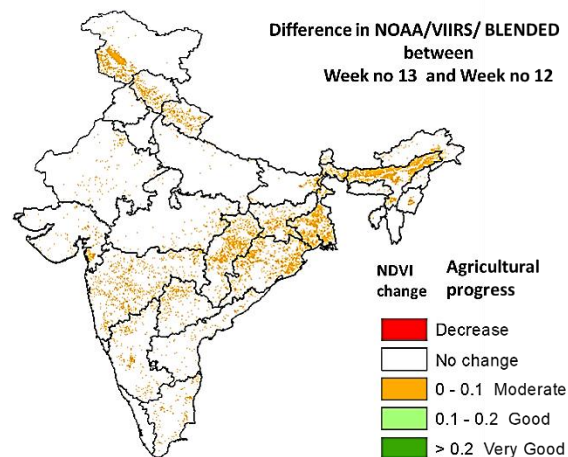 Difference in NOAA/VIIRS/ BLENDED
between
Week no 13 and Week no 12
NDVI change
Agricultural progress
Decrease
No change
0 - 0.1 Moderate
0.1 - 0.2 Good
> 0.2 Very Good